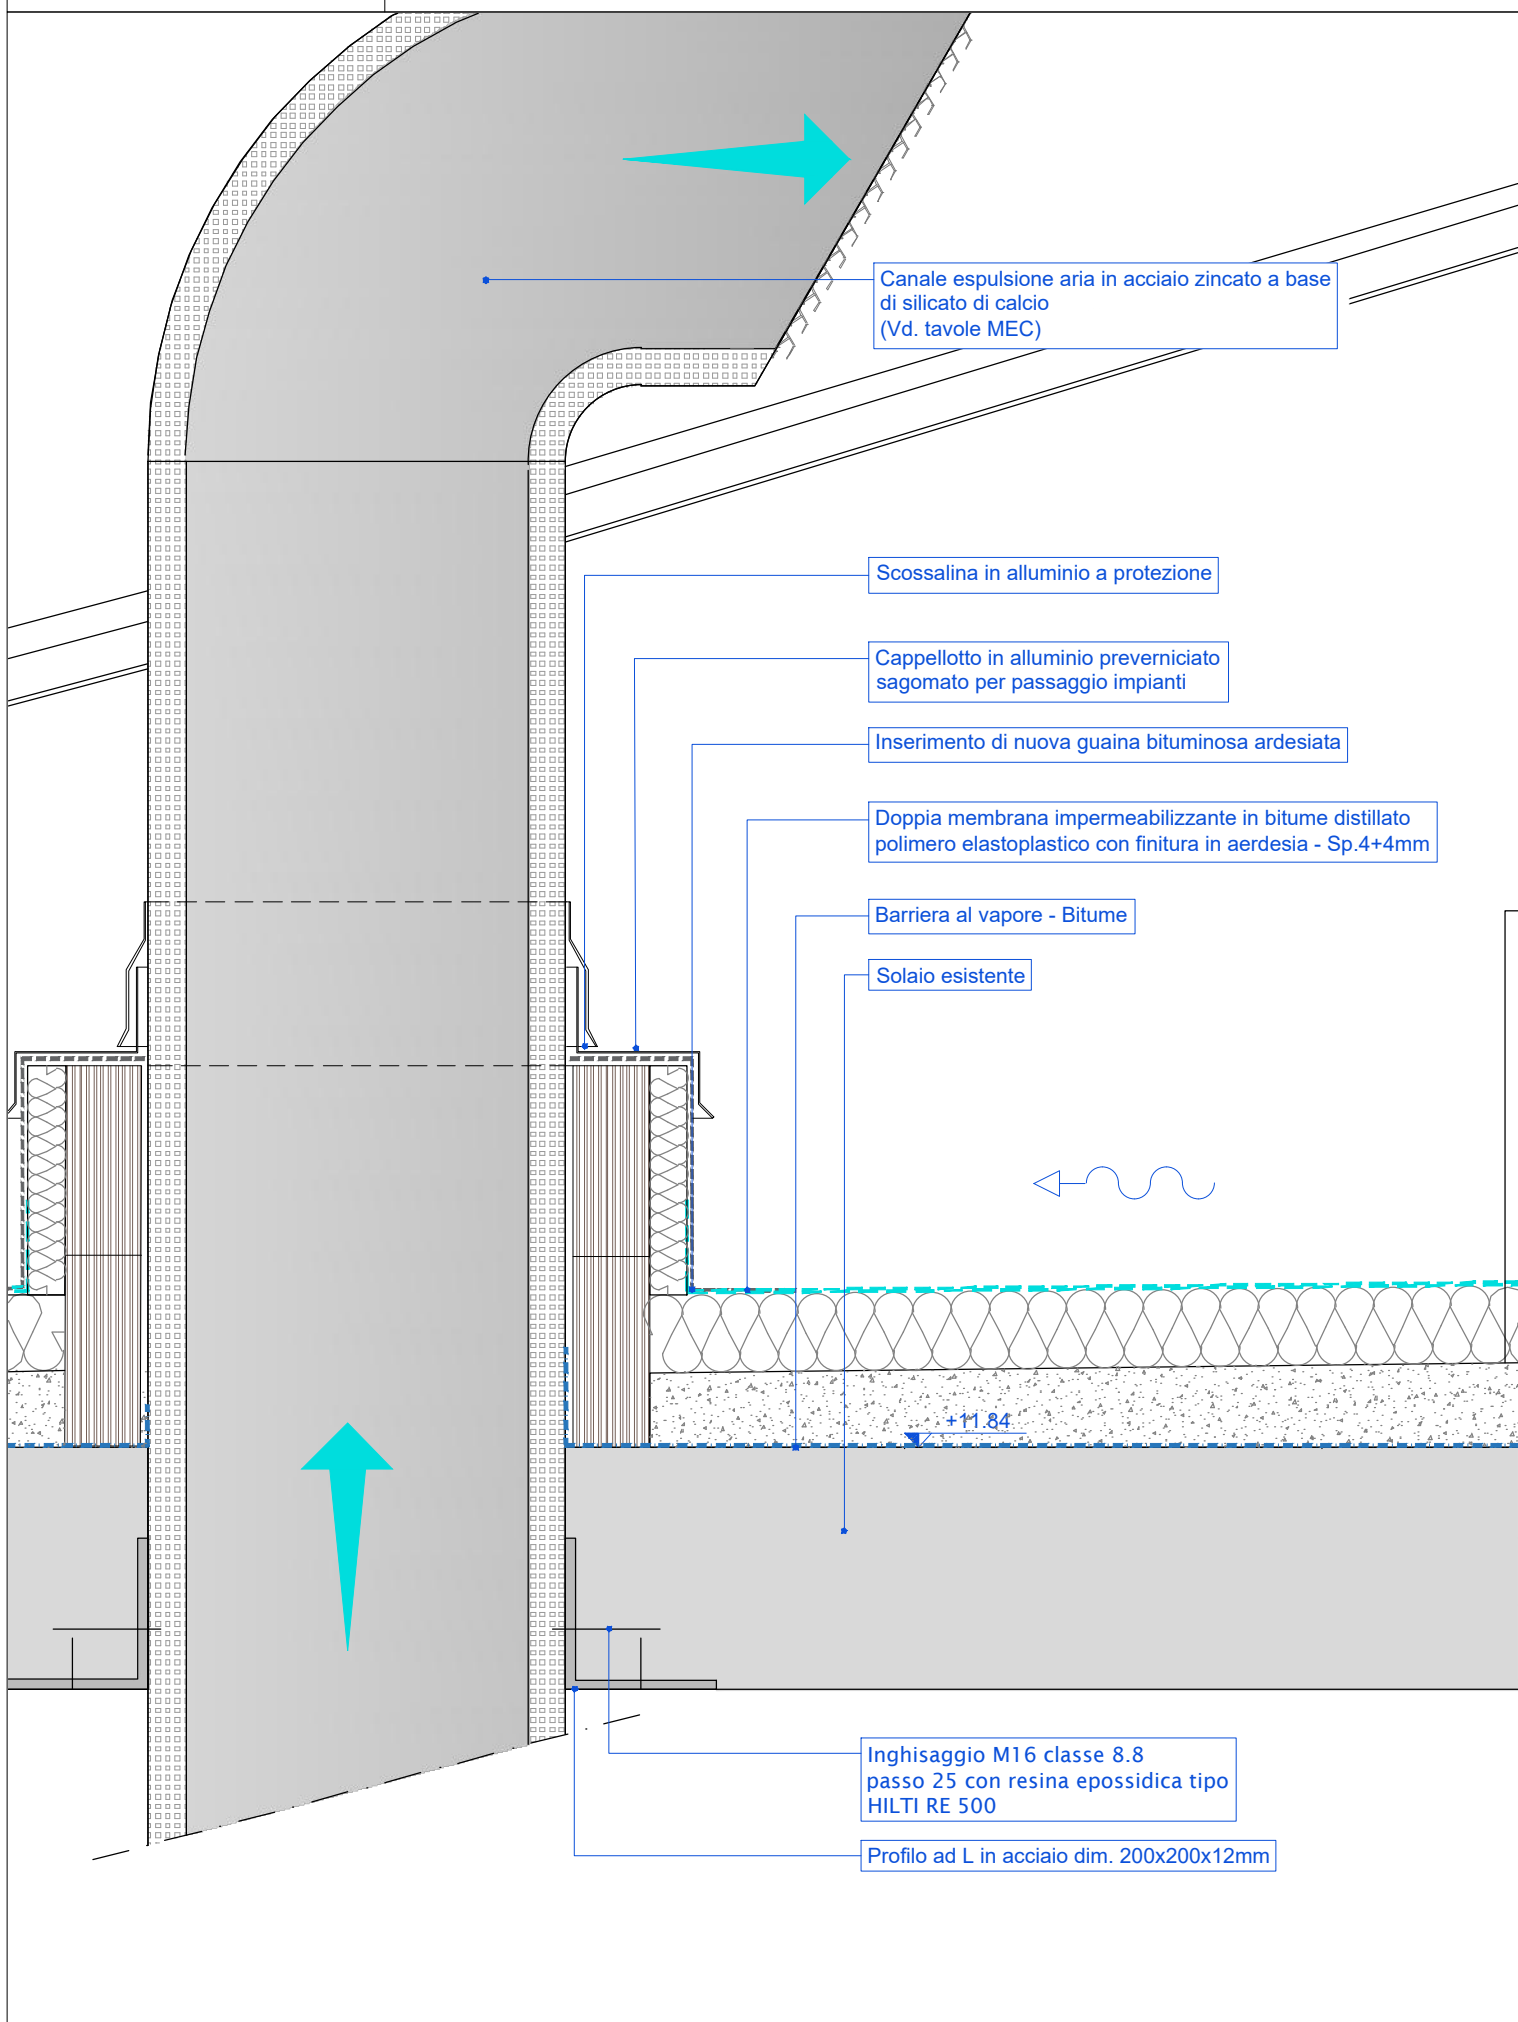 Canale espulsione aria in acciaio zincato a base
di silicato di calcio
(Vd. tavole MEC)
Scossalina in alluminio a protezione
Cappellotto in alluminio preverniciato
sagomato per passaggio impianti
Inserimento di nuova guaina bituminosa ardesiata
Doppia membrana impermeabilizzante in bitume distillato
polimero elastoplastico con finitura in aerdesia - Sp.4+4mm
Barriera al vapore - Bitume
Solaio esistente
+11.84
Inghisaggio M16 classe 8.8
passo 25 con resina epossidica tipo
HILTI RE 500
Profilo ad L in acciaio dim. 200x200x12mm